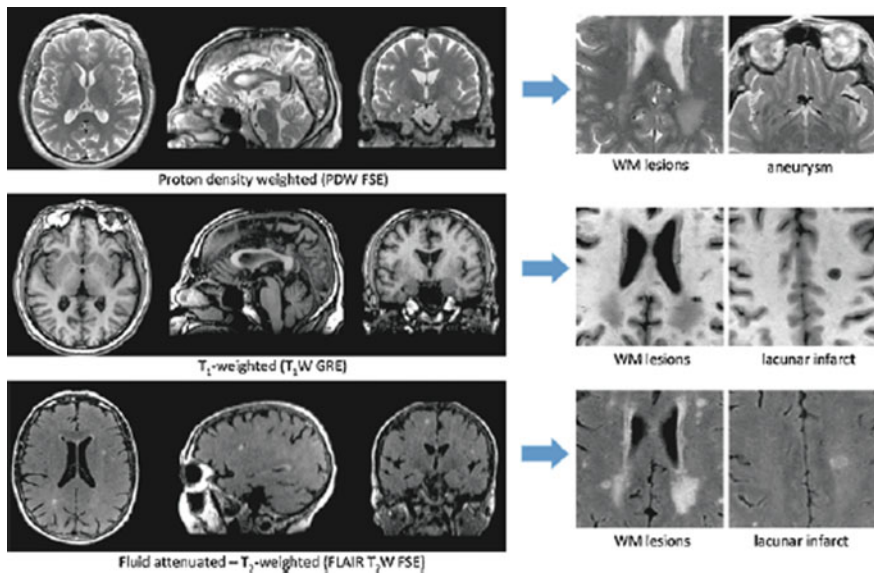 WM lesions aneurysm
Proton density weighted (PDW FSE)
WM lesions lacunar infarct
T₁-weighted (T₁W GRE)
WM lesions lacunar infarct
Fluid attenuated – T₂-weighted (FLAIR T₂W FSE)